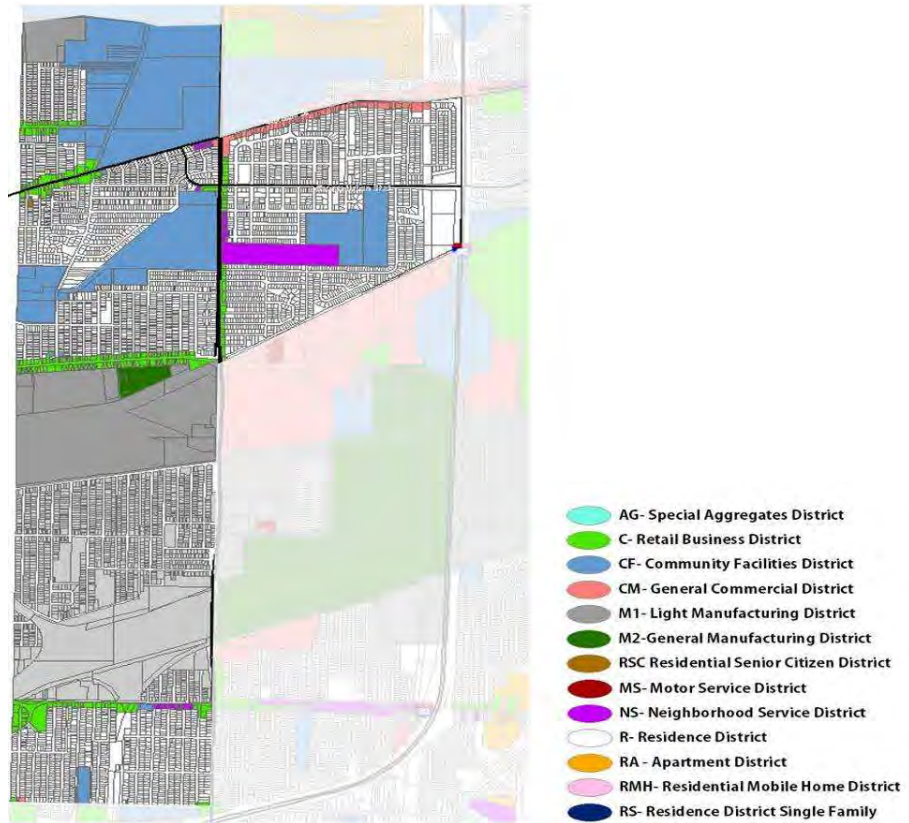 AG- Special Aggregates District
C- Retail Business District
CF- Community Facilities District
CM- General Commercial District
M1- Light Manufacturing District
M2-General Manufacturing District
RSC Residential Senior Citizen District
MS- Motor Service District
NS- Neighborhood Service District
R- Residence District
RA - Apartment District
RMH- Residential Mobile Home District
RS- Residence District Single Family